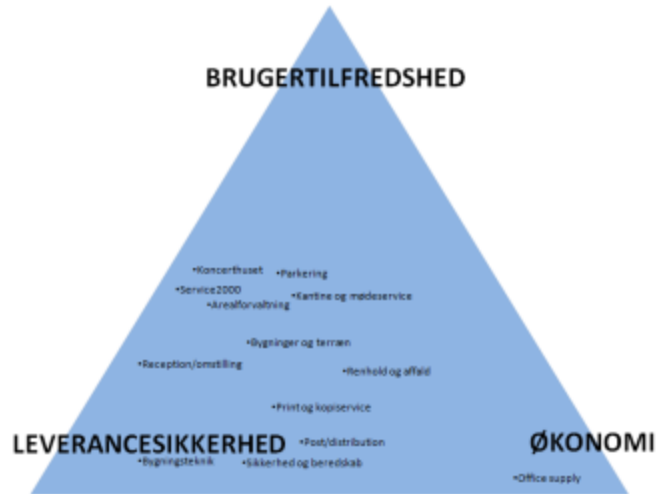 BRUGERTILFREDSHED
•Koncerthuset
•Parkering
•Service2000
•Kantine og mødeservice
•Arealforvaltning
•Bygninger og terræn
•Reception/omstilling
•Renhold og affald
•Print og kopiservice
LEVERANCESIKKERHED
•Post/distribution
ØKONOMI
•Bygningsteknik
•Sikkerhed og beredskab
•Office supply